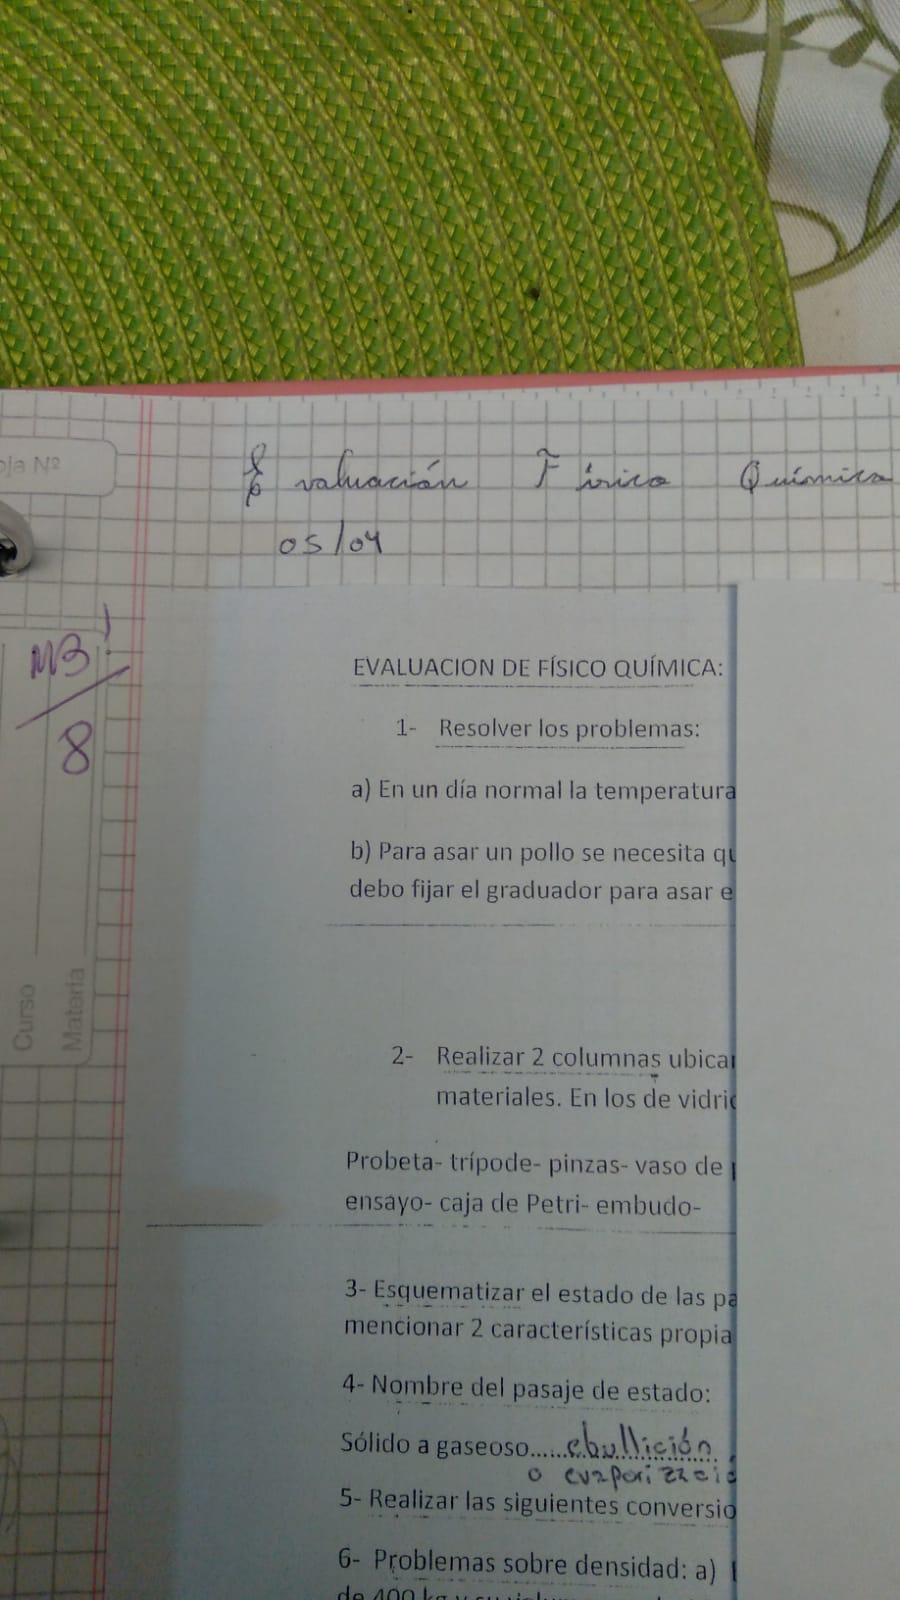 oja Nº
Evaluación Físico Química
05/04
MB!
8
Curso
Materia
EVALUACION DE FÍSICO QUÍMICA:
1- Resolver los problemas:
a) En un día normal la temperatura
b) Para asar un pollo se necesita qu
debo fijar el graduador para asar e
2- Realizar 2 columnas ubica
materiales. En los de vidri
Probeta- trípode- pinzas- vaso de
ensayo- caja de Petri- embudo-
3- Esquematizar el estado de las pa
mencionar 2 características propia
4- Nombre del pasaje de estado:
Sólido a gaseoso......ebullición
o evaporizació
5- Realizar las siguientes conversio
6- Problemas sobre densidad: a)
de 400 kg y su